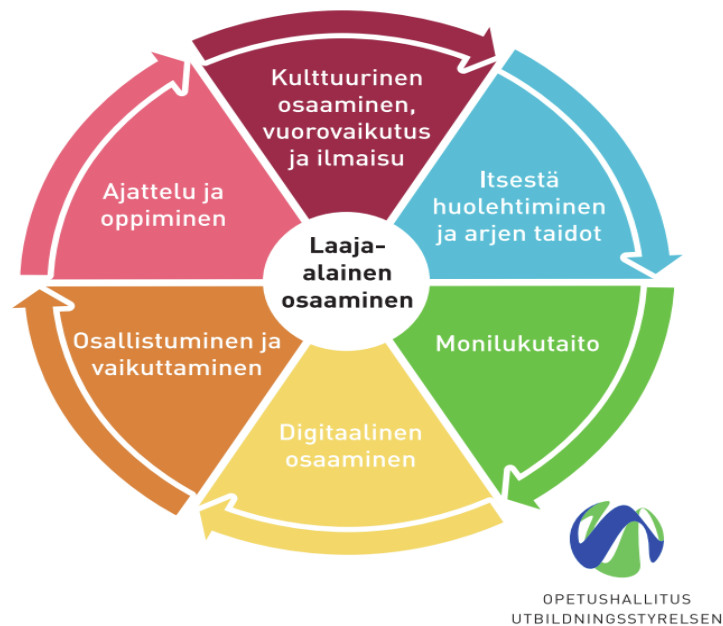 Kulttuurinen
osaaminen,
vuorovaikutus
ja ilmaisu
Itsestä
huolehtiminen
ja arjen taidot
Monilukutaito
Digitaalinen
osaaminen
Osallistuminen ja
vaikuttaminen
Ajattelu ja
oppiminen
Laaja-
alainen
osaaminen
OPETUSHALLITUS
UTBILDNINGSSTYRELSEN